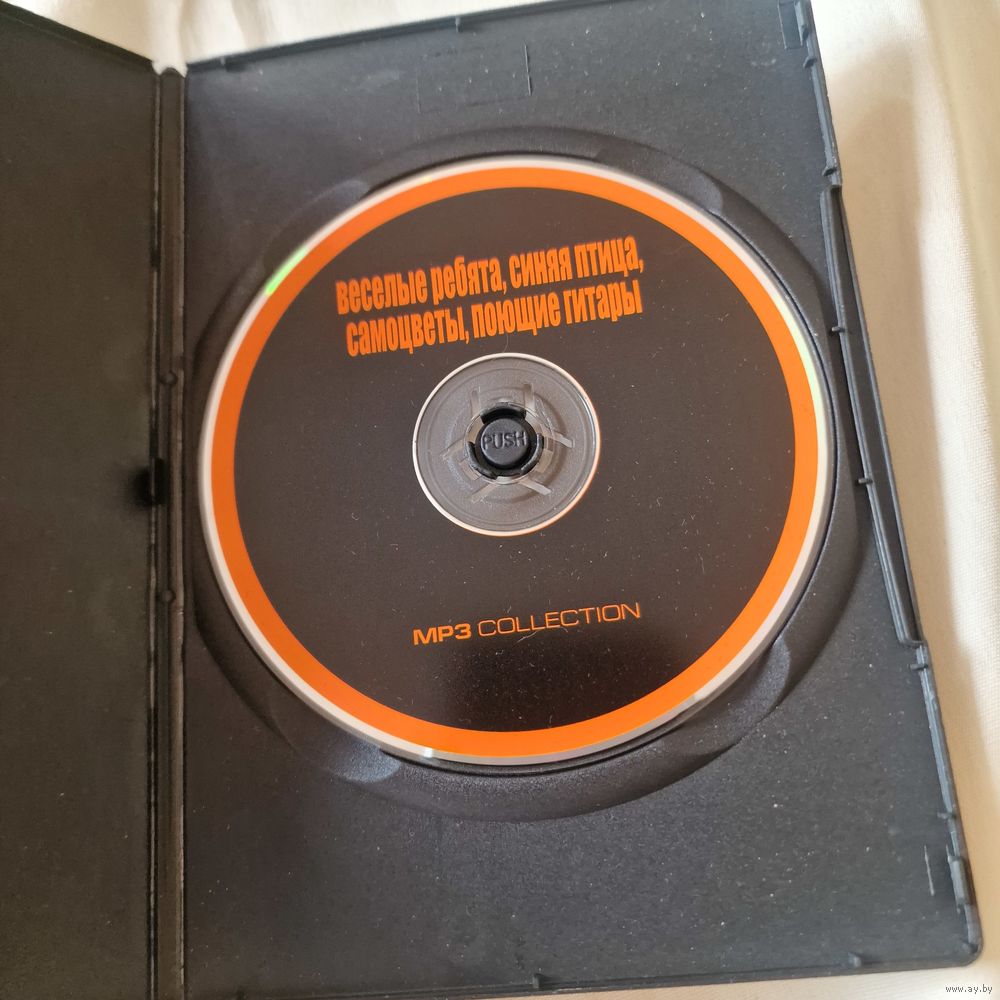 веселые ребята, синяя птица,
самоцветы, поющие гитары
PUSH
MP3 COLLECTION
www.ay.by